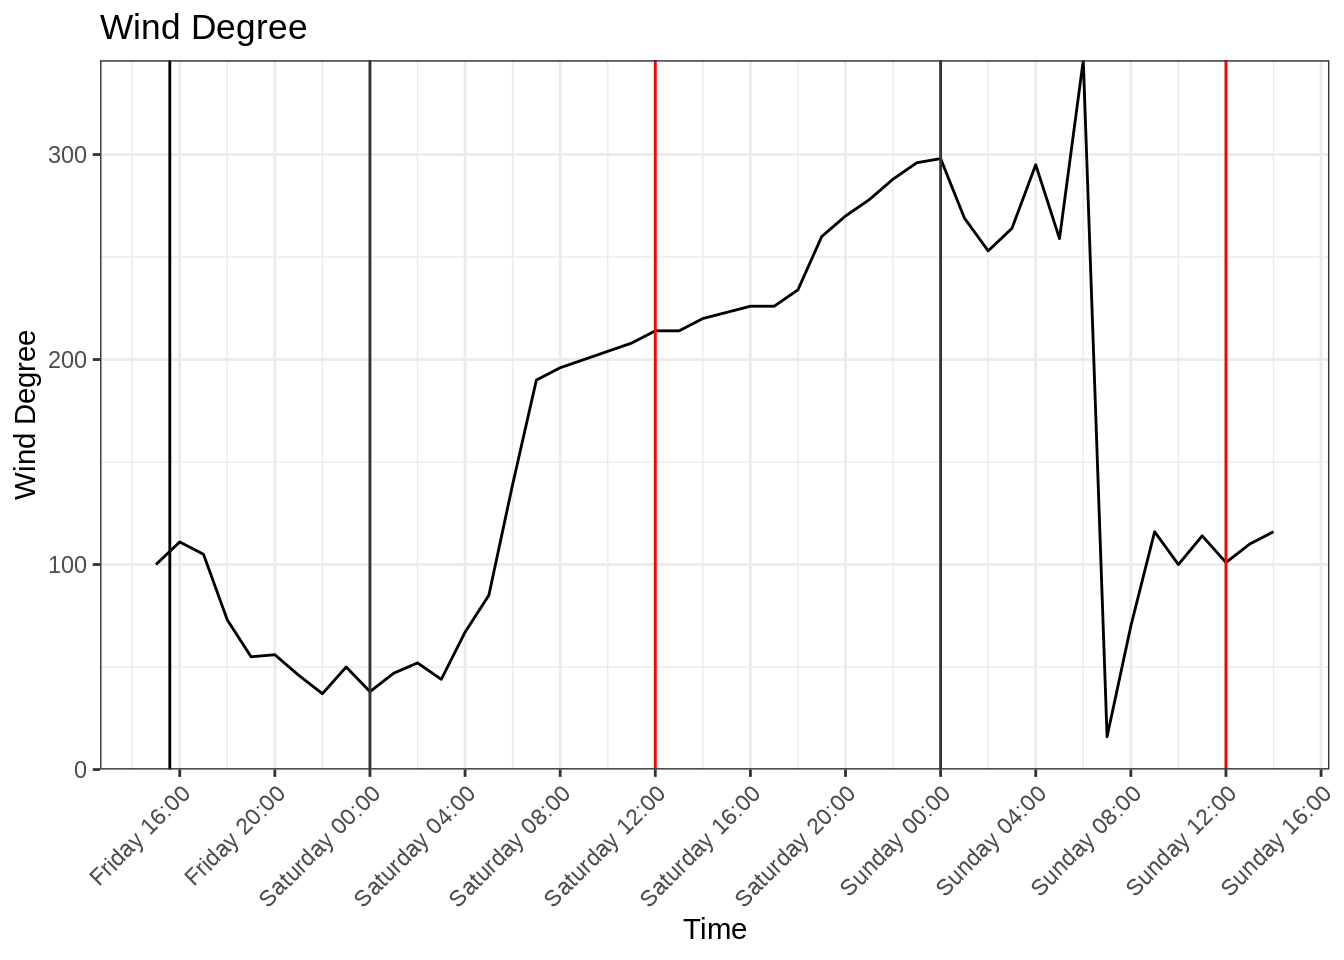 Wind Degree
Wind Degree
300
200
100
0
Friday 16:00
Friday 20:00
Saturday 00:00
Saturday 04:00
Saturday 08:00
Saturday 12:00
Saturday 16:00
Saturday 20:00
Sunday 00:00
Sunday 04:00
Sunday 08:00
Sunday 12:00
Sunday 16:00
Time